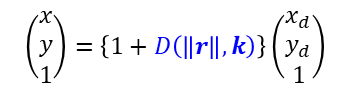 (x y 1) = {1 + D(‖r‖, k)} (x_d y_d 1)